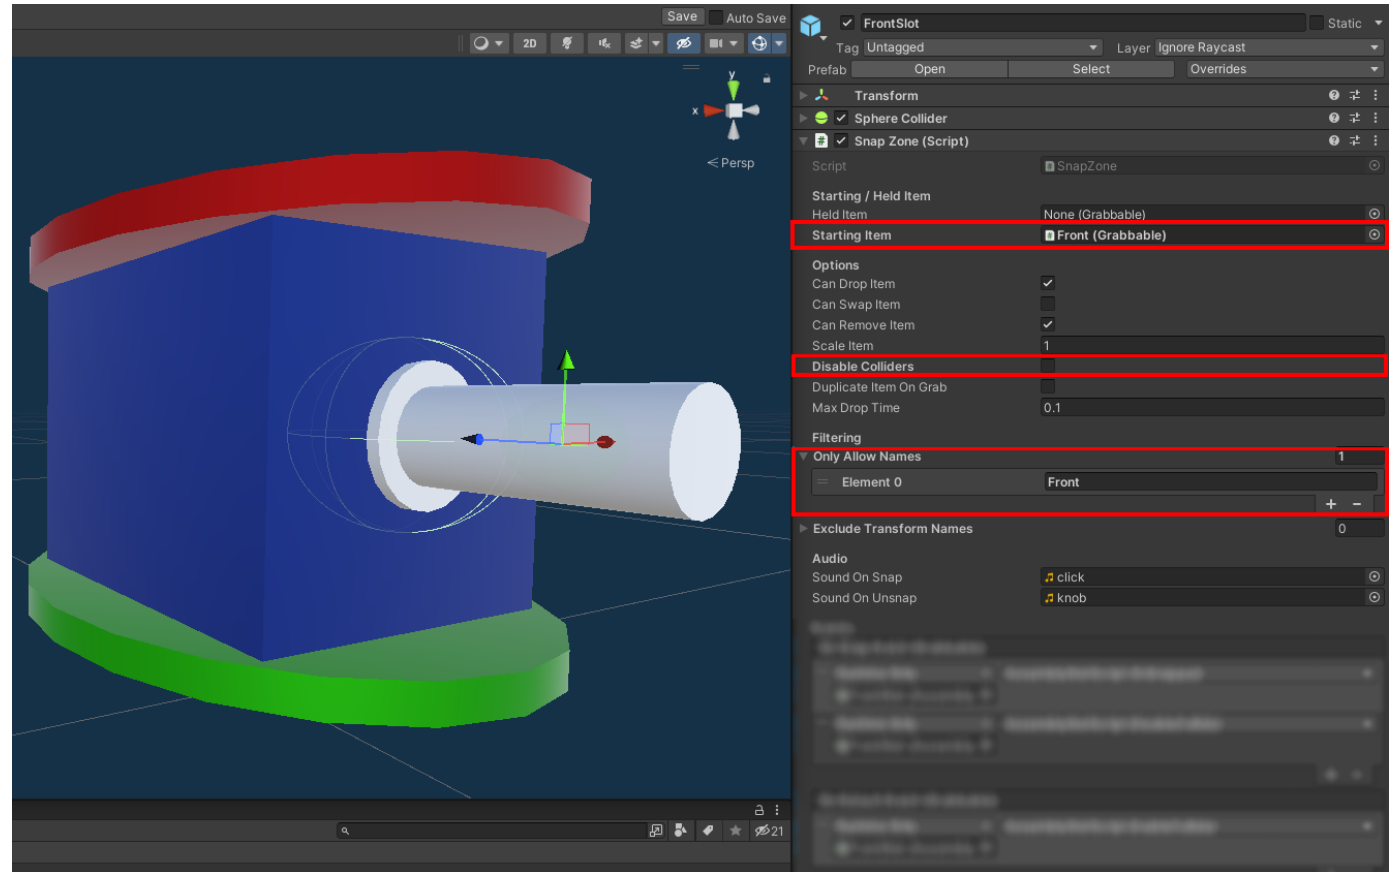 Save Auto Save
2D
y
x
< Persp
21
FrontSlot Static
Tag Untagged Layer Ignore Raycast
Prefab Open Select Overrides
Transform
Sphere Collider
# Snap Zone (Script)
Script SnapZone
Starting / Held Item
Held Item None (Grabbable)
Starting Item Front (Grabbable)
Options
Can Drop Item
Can Swap Item
Can Remove Item
Scale Item 1
Disable Colliders
Duplicate Item On Grab
Max Drop Time 0.1
Filtering
Only Allow Names 1
Element 0 Front
+ -
Exclude Transform Names 0
Audio
Sound On Snap click
Sound On Unsnap knob